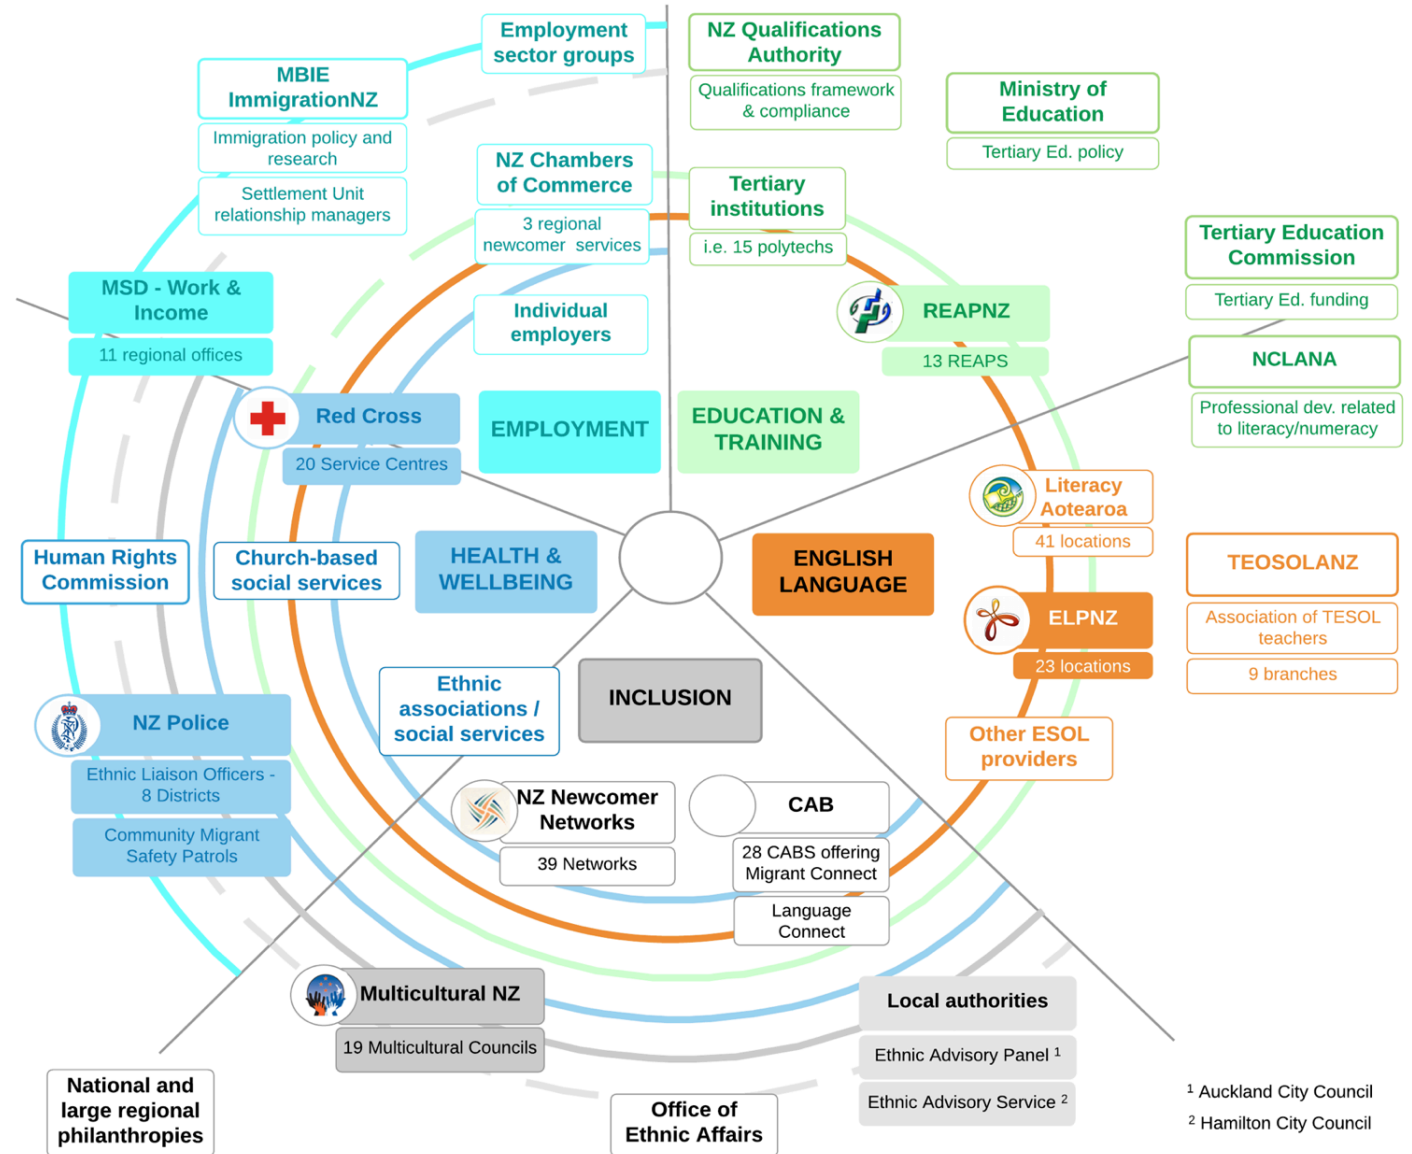 Employment
sector groups
NZ Qualifications
Authority
Qualifications framework
& compliance
MBIE
ImmigrationNZ
Immigration policy and
research
Settlement Unit
relationship managers
Ministry of
Education
Tertiary Ed. policy
NZ Chambers
of Commerce
3 regional
newcomer services
Tertiary
institutions
i.e. 15 polytechs
Tertiary Education
Commission
Tertiary Ed. funding
MSD - Work &
Income
11 regional offices
Individual
employers
REAPNZ
13 REAPS
NCLANA
Professional dev. related
to literacy/numeracy
Red Cross
20 Service Centres
EMPLOYMENT
EDUCATION &
TRAINING
Literacy
Aotearoa
41 locations
Human Rights
Commission
Church-based
social services
HEALTH &
WELLBEING
ENGLISH
LANGUAGE
TEOSOLANZ
Association of TESOL
teachers
9 branches
ELPNZ
23 locations
Ethnic
associations /
social services
INCLUSION
Other ESOL
providers
NZ Police
Ethnic Liaison Officers -
8 Districts
Community Migrant
Safety Patrols
NZ Newcomer
Networks
39 Networks
CAB
28 CABS offering
Migrant Connect
Language
Connect
Multicultural NZ
19 Multicultural Councils
Local authorities
Ethnic Advisory Panel ¹
Ethnic Advisory Service ²
National and
large regional
philanthropies
Office of
Ethnic Affairs
¹ Auckland City Council
² Hamilton City Council